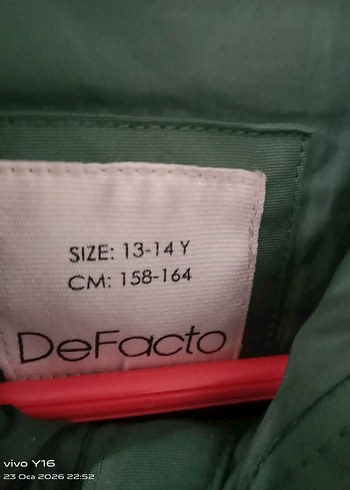 SIZE: 13-14 Y
CM: 158-164
DeFacto
vivo Y16
23 Oca 2026 22:52